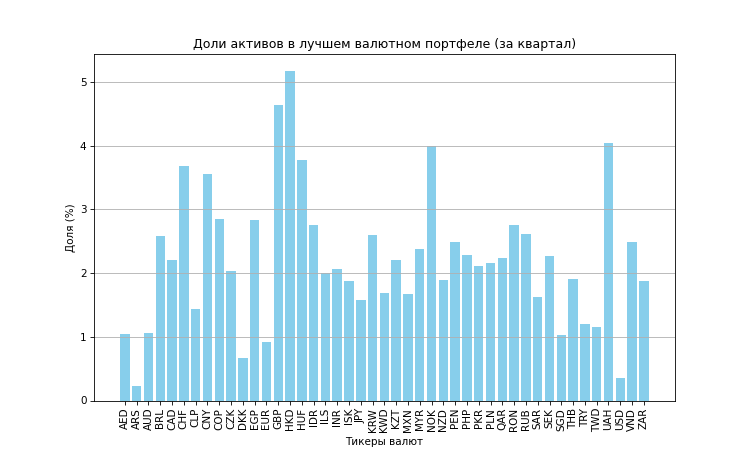 Доли активов в лучшем валютном портфеле (за квартал)
Доля (%)
5
4
3
2
1
0
AED ARS AUD BRL CAD CHF CLP CNY COP CZK DKK EGP EUR GBP HKD HUF IDR ILS INR ISK JPY KRW KWD KZT MXN MYR NOK NZD PEN PHP PKR PLN QAR RON RUB SAR SEK SGD THB TRY TWD UAH USD VND ZAR
Тикеры валют